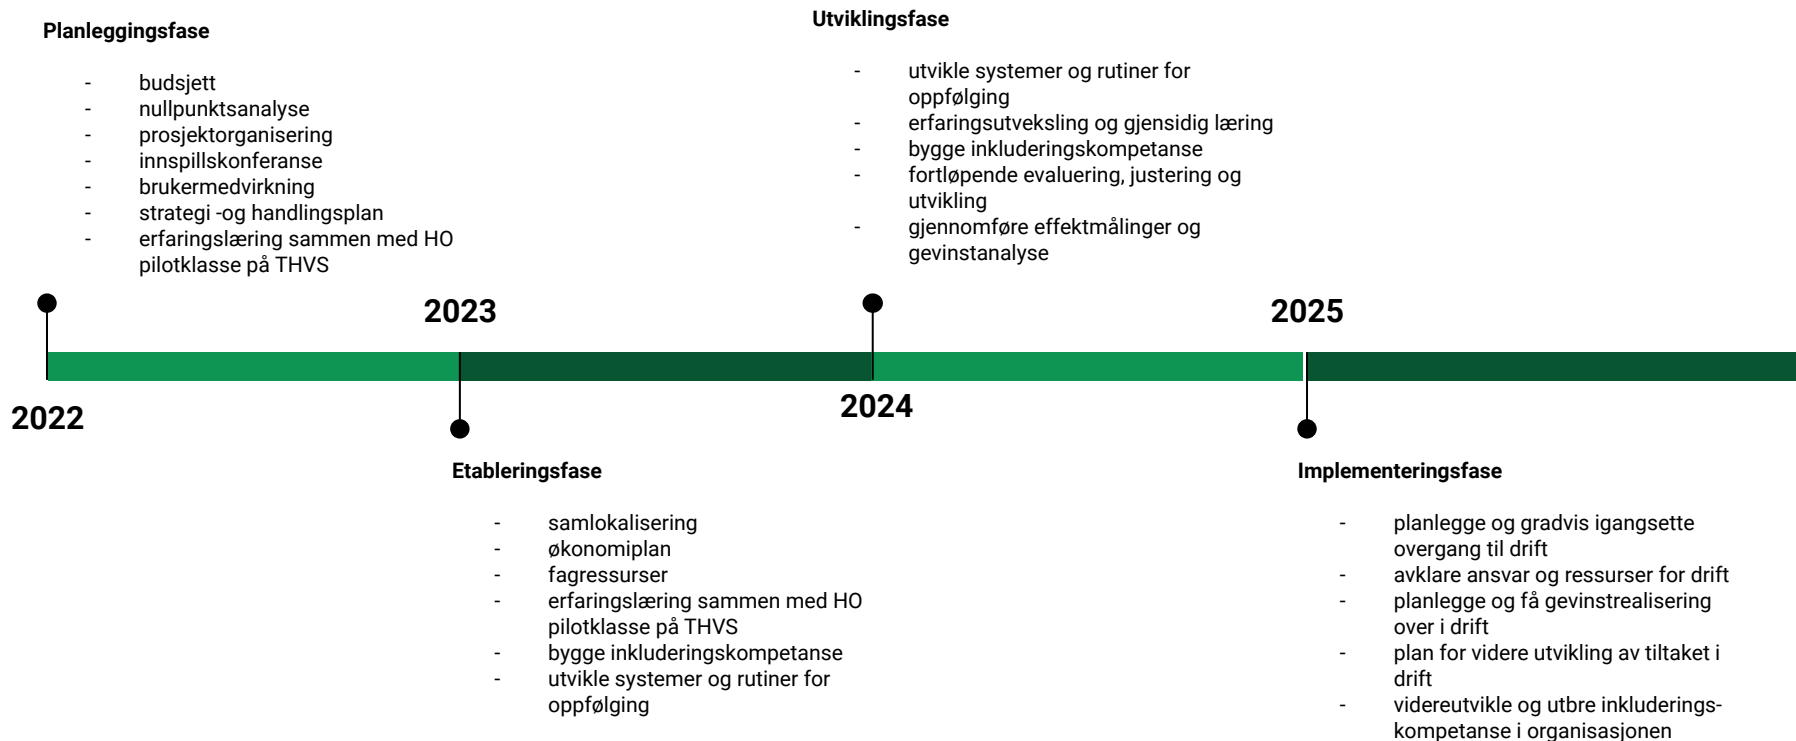 Planleggingsfase
- budsjett
- nullpunktsanalyse
- prosjektorganisering
- innspillskonferanse
- brukermedvirkning
- strategi -og handlingsplan
- erfaringslæring sammen med HO
pilotklasse på THVS
Utviklingsfase
- utvikle systemer og rutiner for
oppfølging
- erfaringsutveksling og gjensidig læring
- bygge inkluderingskompetanse
- fortløpende evaluering, justering og
utvikling
- gjennomføre effektmålinger og
gevinstanalyse
2023
2025
2022
2024
Etableringsfase
- samlokalisering
- økonomiplan
- fagressurser
- erfaringslæring sammen med HO
pilotklasse på THVS
- bygge inkluderingskompetanse
- utvikle systemer og rutiner for
oppfølging
Implementeringsfase
- planlegge og gradvis igangsette
overgang til drift
- avklare ansvar og ressurser for drift
- planlegge og få gevinstrealisering
over i drift
- plan for videre utvikling av tiltaket i
drift
- videreutvikle og utbre inkluderings-
kompetanse i organisasjonen